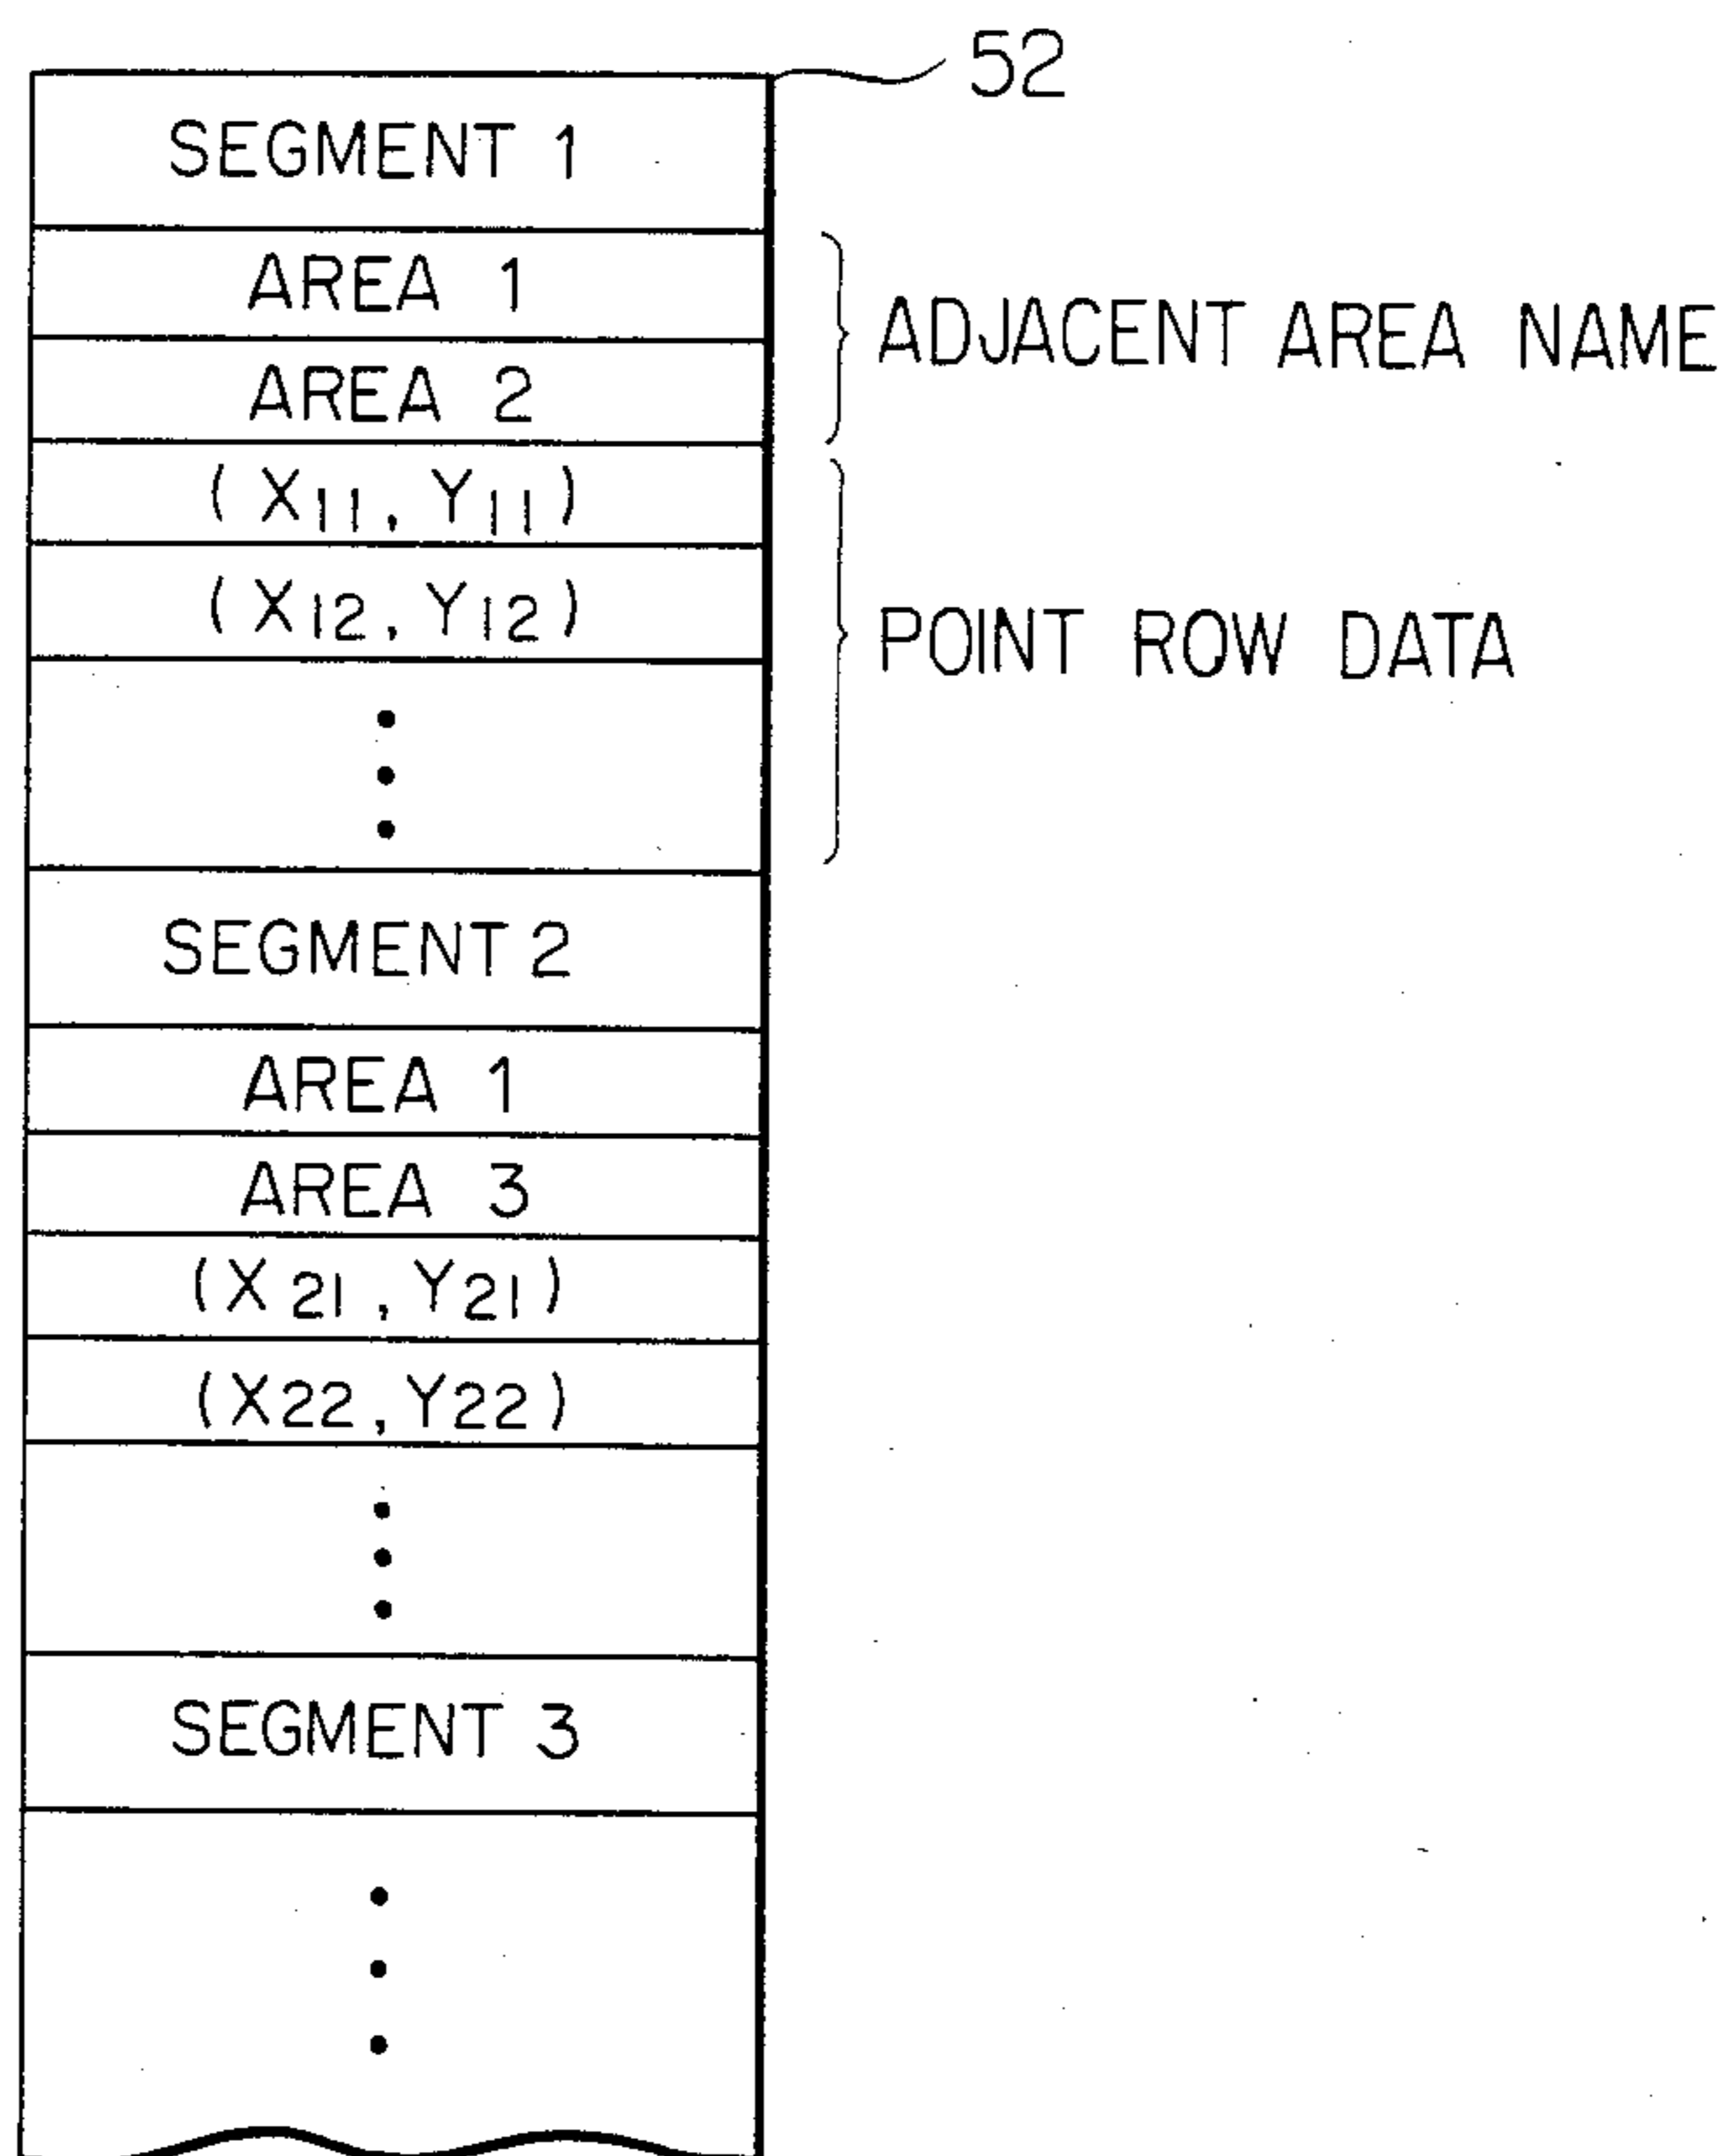 52
SEGMENT 1
AREA 1
AREA 2
ADJACENT AREA NAME
(X11, Y11)
(X12, Y12)
POINT ROW DATA
SEGMENT 2
AREA 1
AREA 3
(X21, Y21)
(X22, Y22)
SEGMENT 3